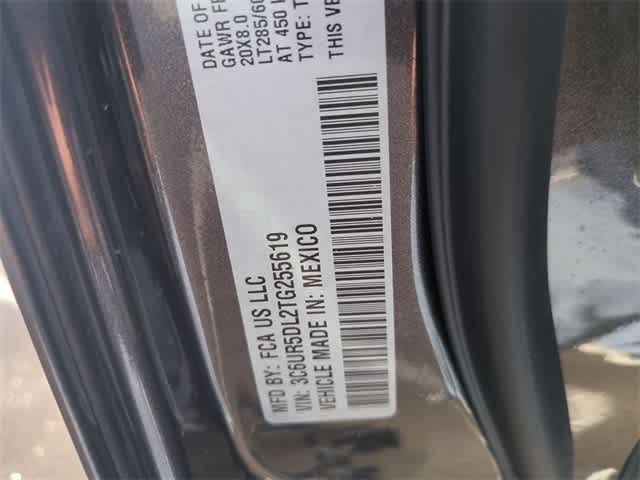 MFD BY: FCA US LLC
DATE OF
GAWR
20X8.0
LT285/60
AT 450
TYPE: T
VIN: 3C6UR5DL2TG255619
THIS VE
VEHICLE MADE IN: MEXICO